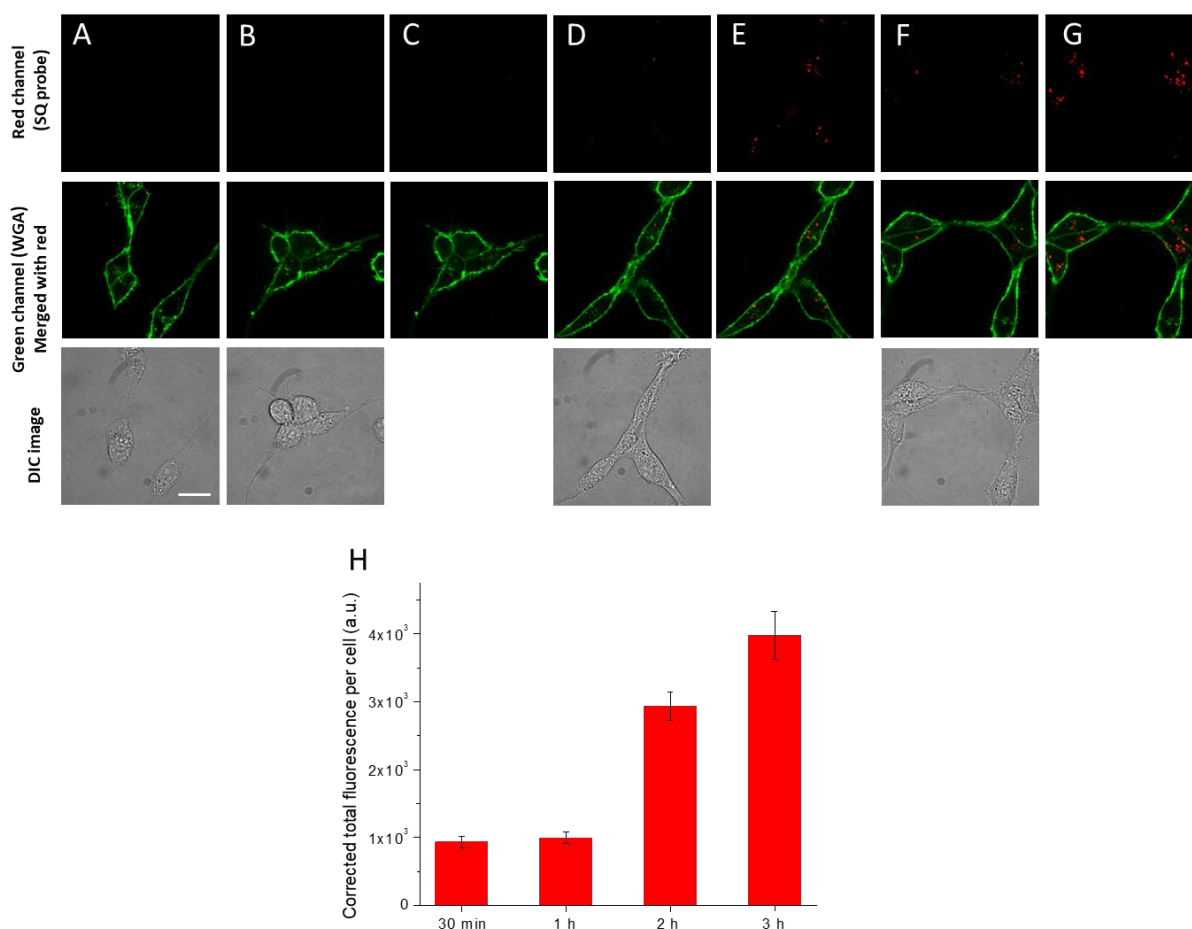 A B C D E F G
Red channel
(SQ probe)
Green channel (WGA)
Merged with red
DIC image
H
Corrected total fluorescence per cell (a.u.)
4x10³
3x10³
2x10³
1x10³
0
30 min 1 h 2 h 3 h